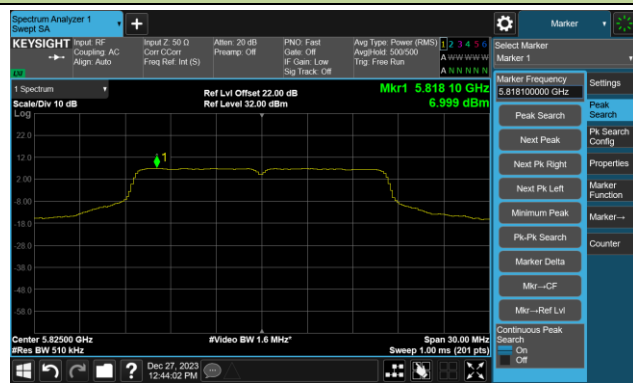 Spectrum Analyzer 1
Swept SA
Marker
KEYSIGHT
Input: RF
Coupling: AC
Align: Auto
Input Z: 50 Ω
Corr CCorr
Freq Ref: Int (S)
Atten: 20 dB
Preamp: Off
PNO: Fast
Gate: Off
IF Gain: Low
Sig Track: Off
Avg Type: Power (RMS)
Avg|Hold: 500/500
Trig: Free Run
1 2 3 4 5 6
A W W W W W
A N N N N N
Select Marker
Marker 1
1 Spectrum
Scale/Div 10 dB
Log
Ref Lvl Offset 22.00 dB
Ref Level 32.00 dBm
Mkr1 5.818 10 GHz
6.999 dBm
22.0
12.0
2.00
-8.00
-18.0
-28.0
-38.0
-48.0
-58.0
1
Center 5.82500 GHz
#Res BW 510 kHz
#Video BW 1.6 MHz*
Span 30.00 MHz
Sweep 1.00 ms (201 pts)
Marker Frequency
5.818100000 GHz
Peak Search
Next Peak
Next Pk Right
Next Pk Left
Minimum Peak
Pk-Pk Search
Marker Delta
Mkr→CF
Mkr→Ref Lvl
Continuous Peak
Search
On
Off
Settings
Peak
Search
Pk Search
Config
Properties
Marker
Function
Marker→
Counter
?
Dec 27, 2023
12:44:02 PM